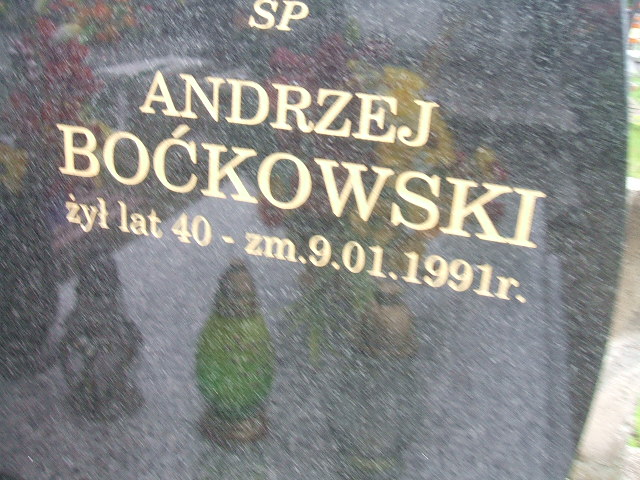 SP
ANDRZEJ
BOĆKOWSKI
żył lat 40 - zm.9.01.1991r.